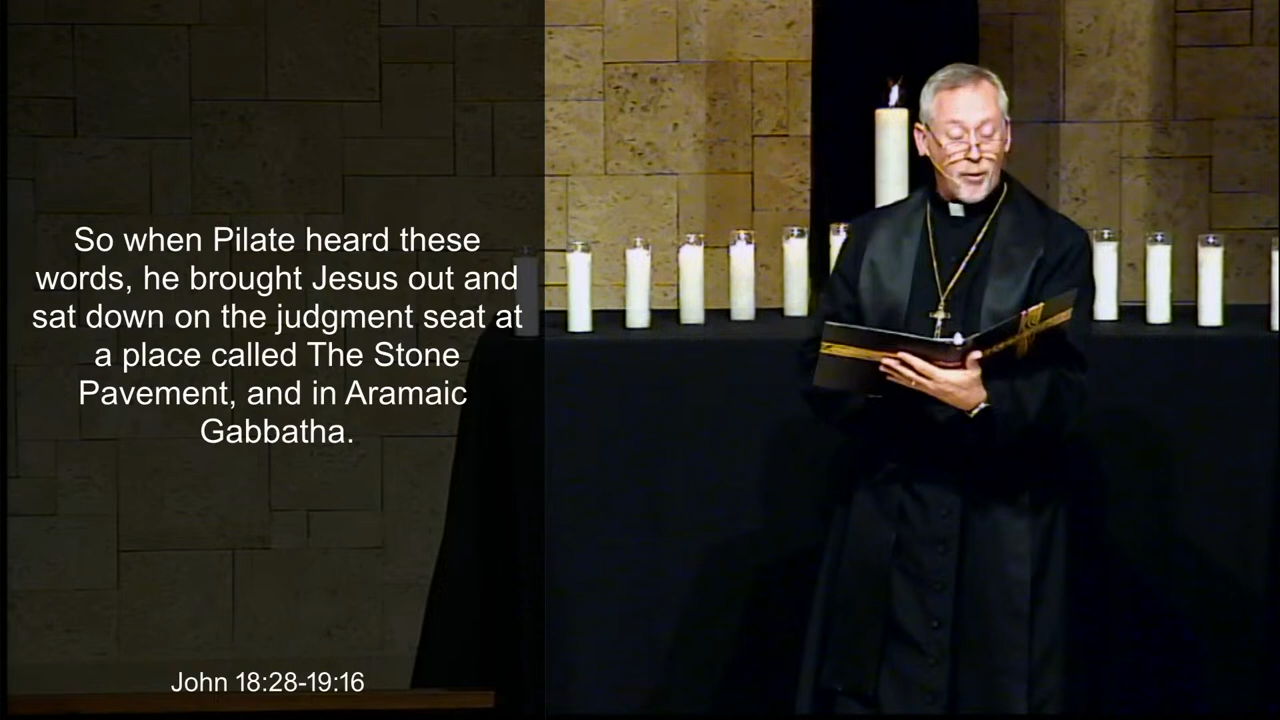 So when Pilate heard these
words, he brought Jesus out and
sat down on the judgment seat at
a place called The Stone
Pavement, and in Aramaic
Gabbatha.
John 18:28-19:16